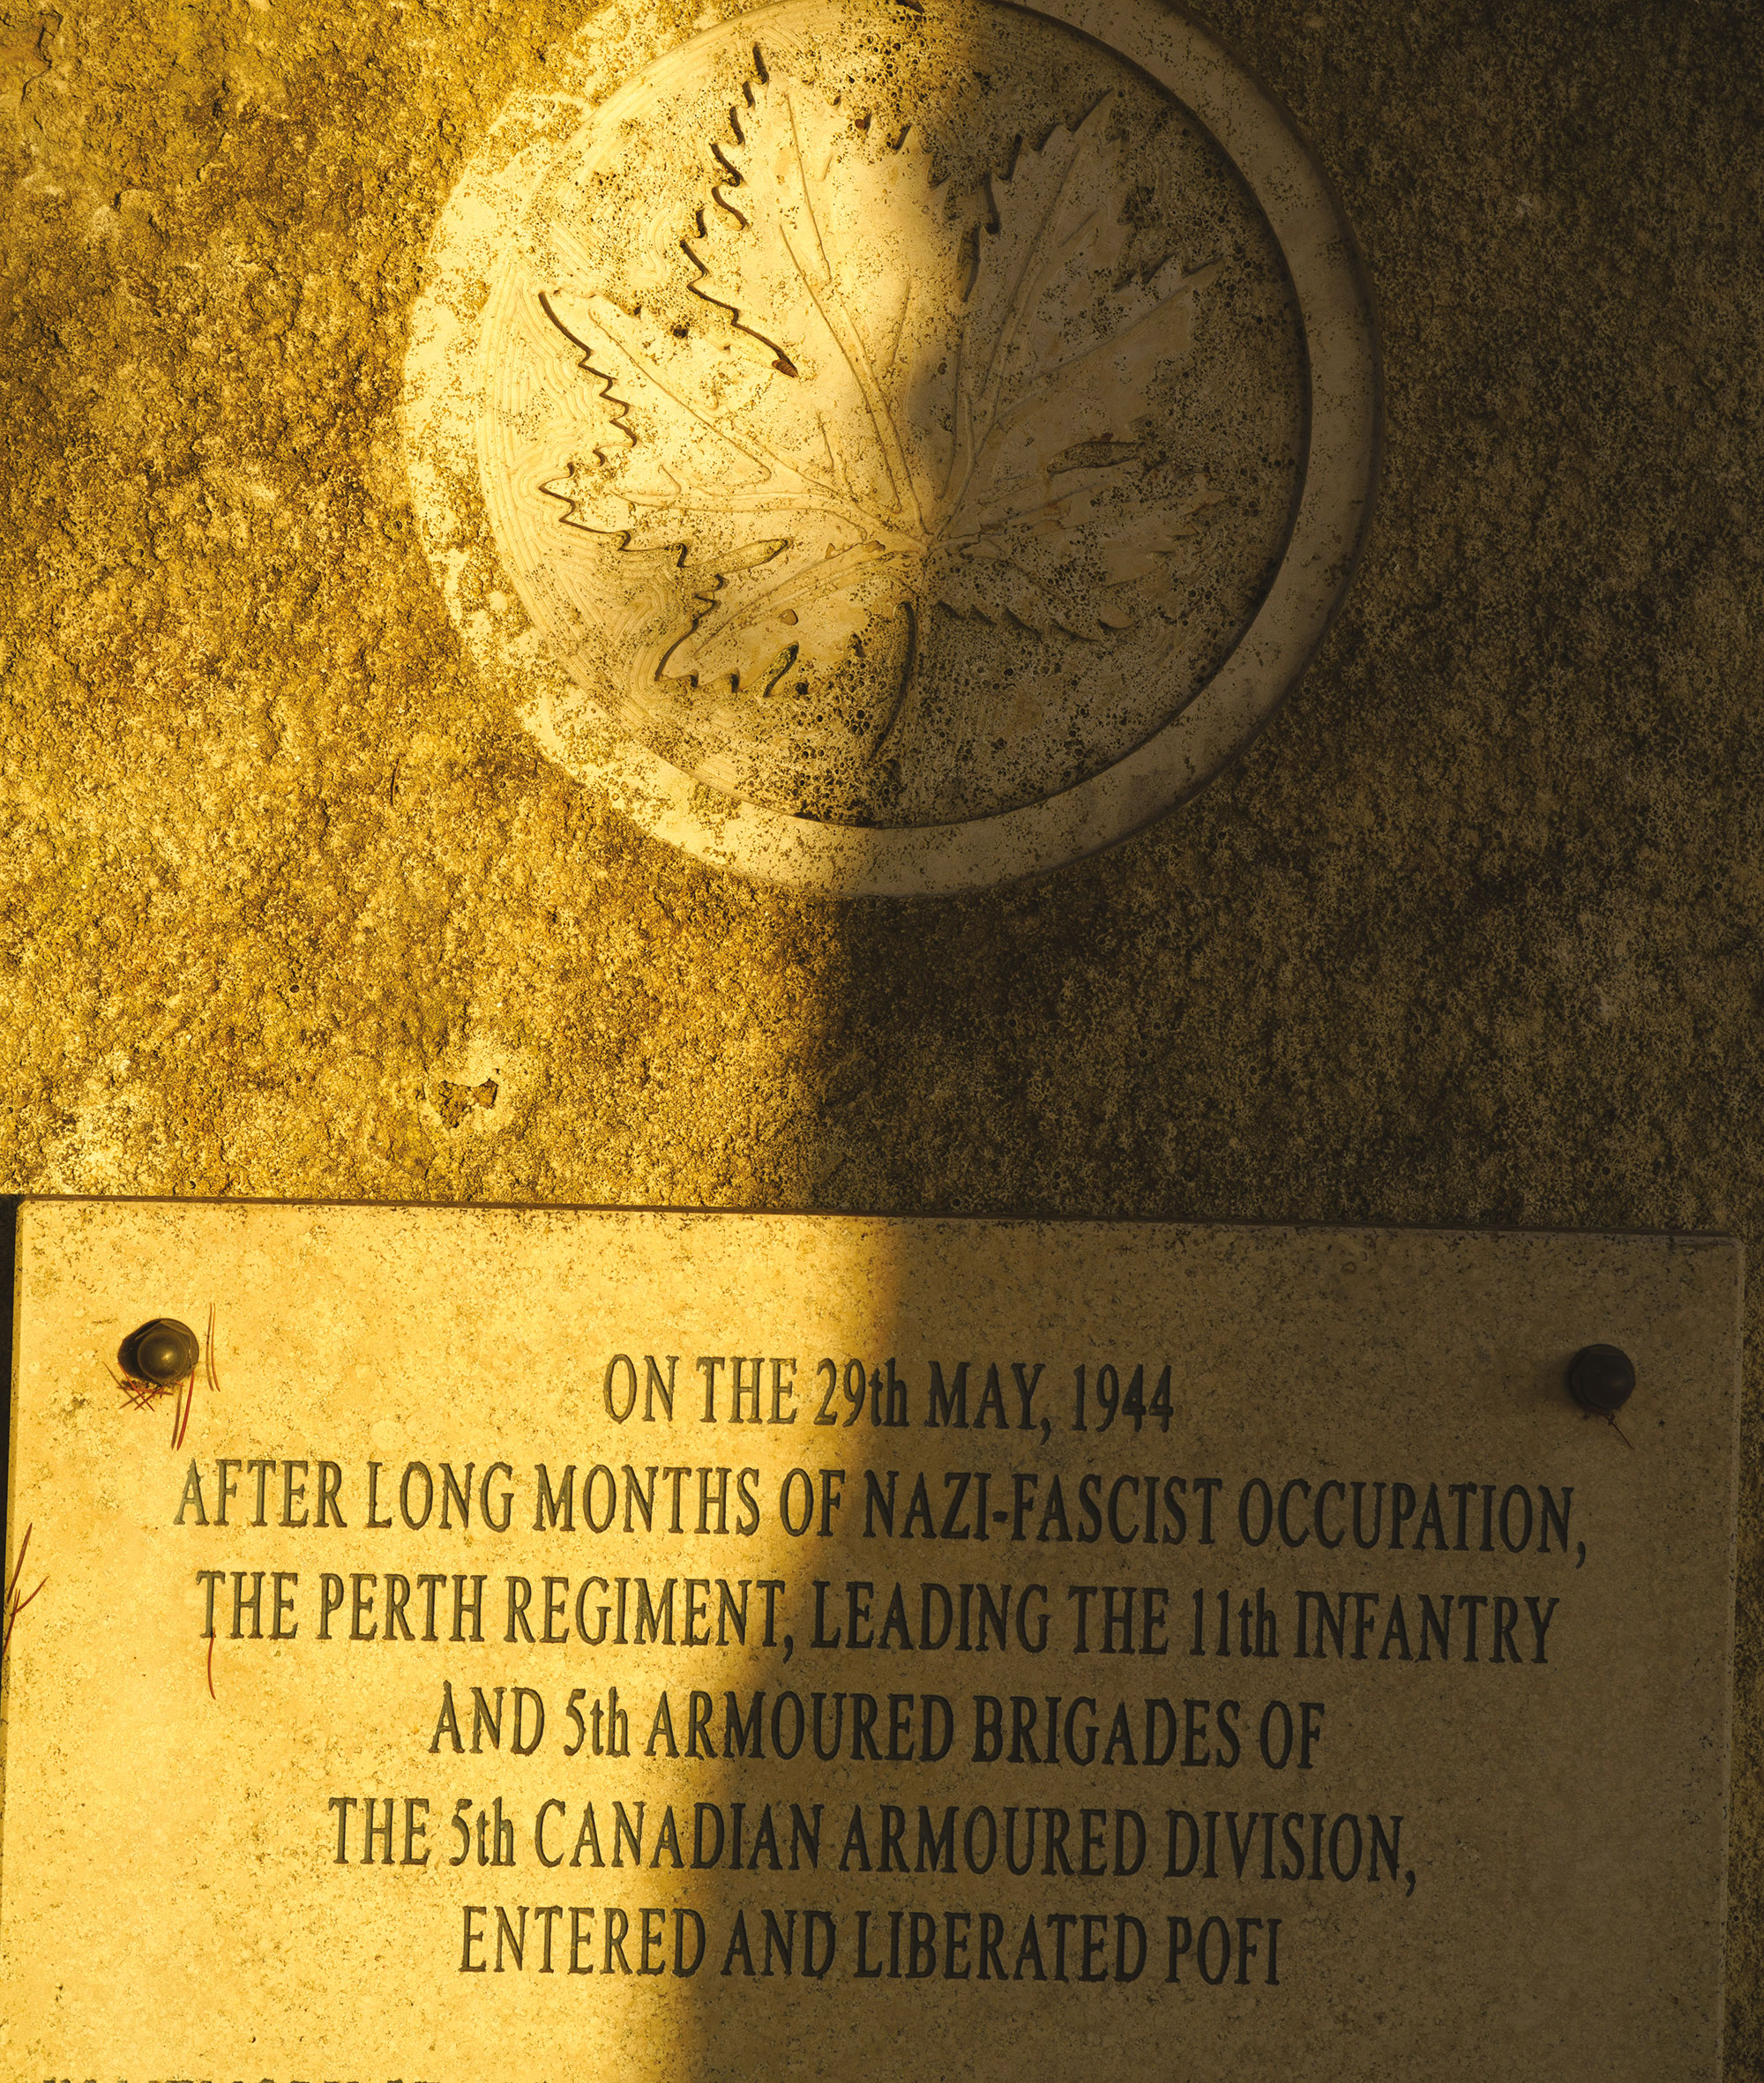 ON THE 29th MAY, 1944
AFTER LONG MONTHS OF NAZI-FASCIST OCCUPATION,
THE PERTH REGIMENT, LEADING THE 11th INFANTRY
AND 5th ARMOURED BRIGADES OF
THE 5th CANADIAN ARMOURED DIVISION,
ENTERED AND LIBERATED POFI